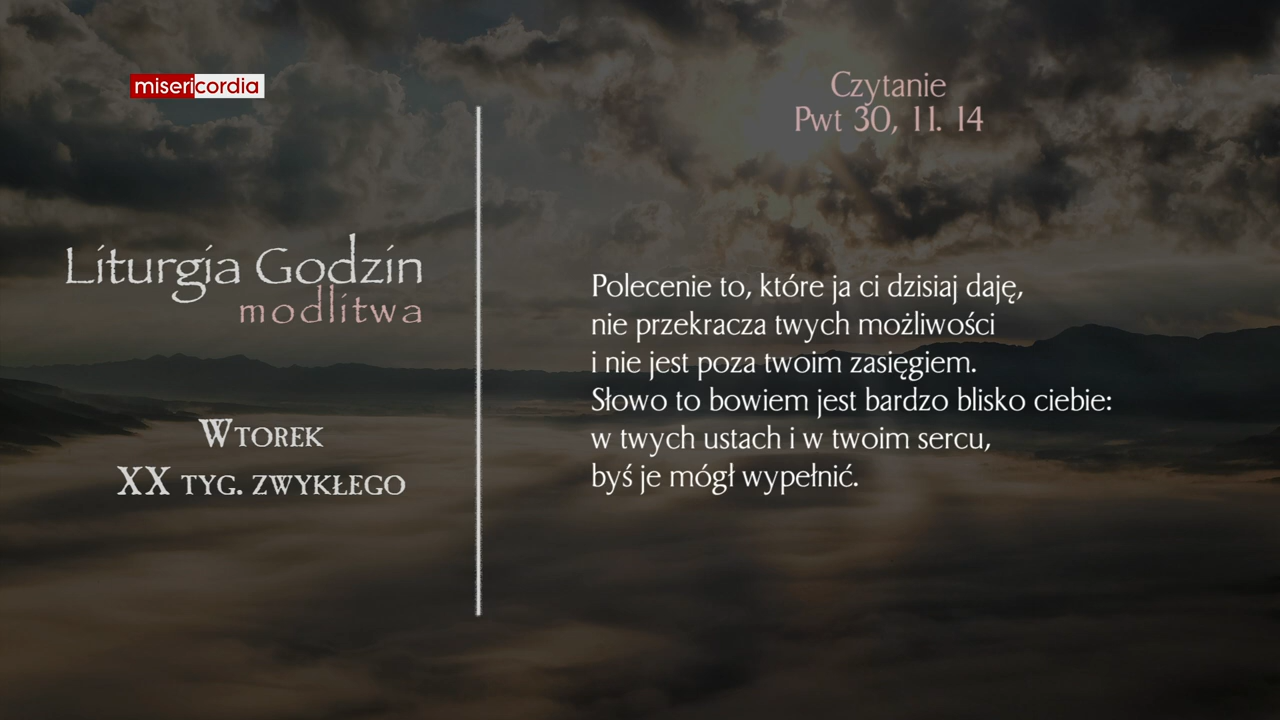 misericordia
Liturgia Godzin
modlitwa
Wtorek
XX tyg. zwykłego
Czytanie
Pwt 30, 11. 14
Polecenie to, które ja ci dzisiaj daję,
nie przekracza twych możliwości
i nie jest poza twoim zasięgiem.
Słowo to bowiem jest bardzo blisko ciebie:
w twych ustach i w twoim sercu,
byś je mógł wypełnić.